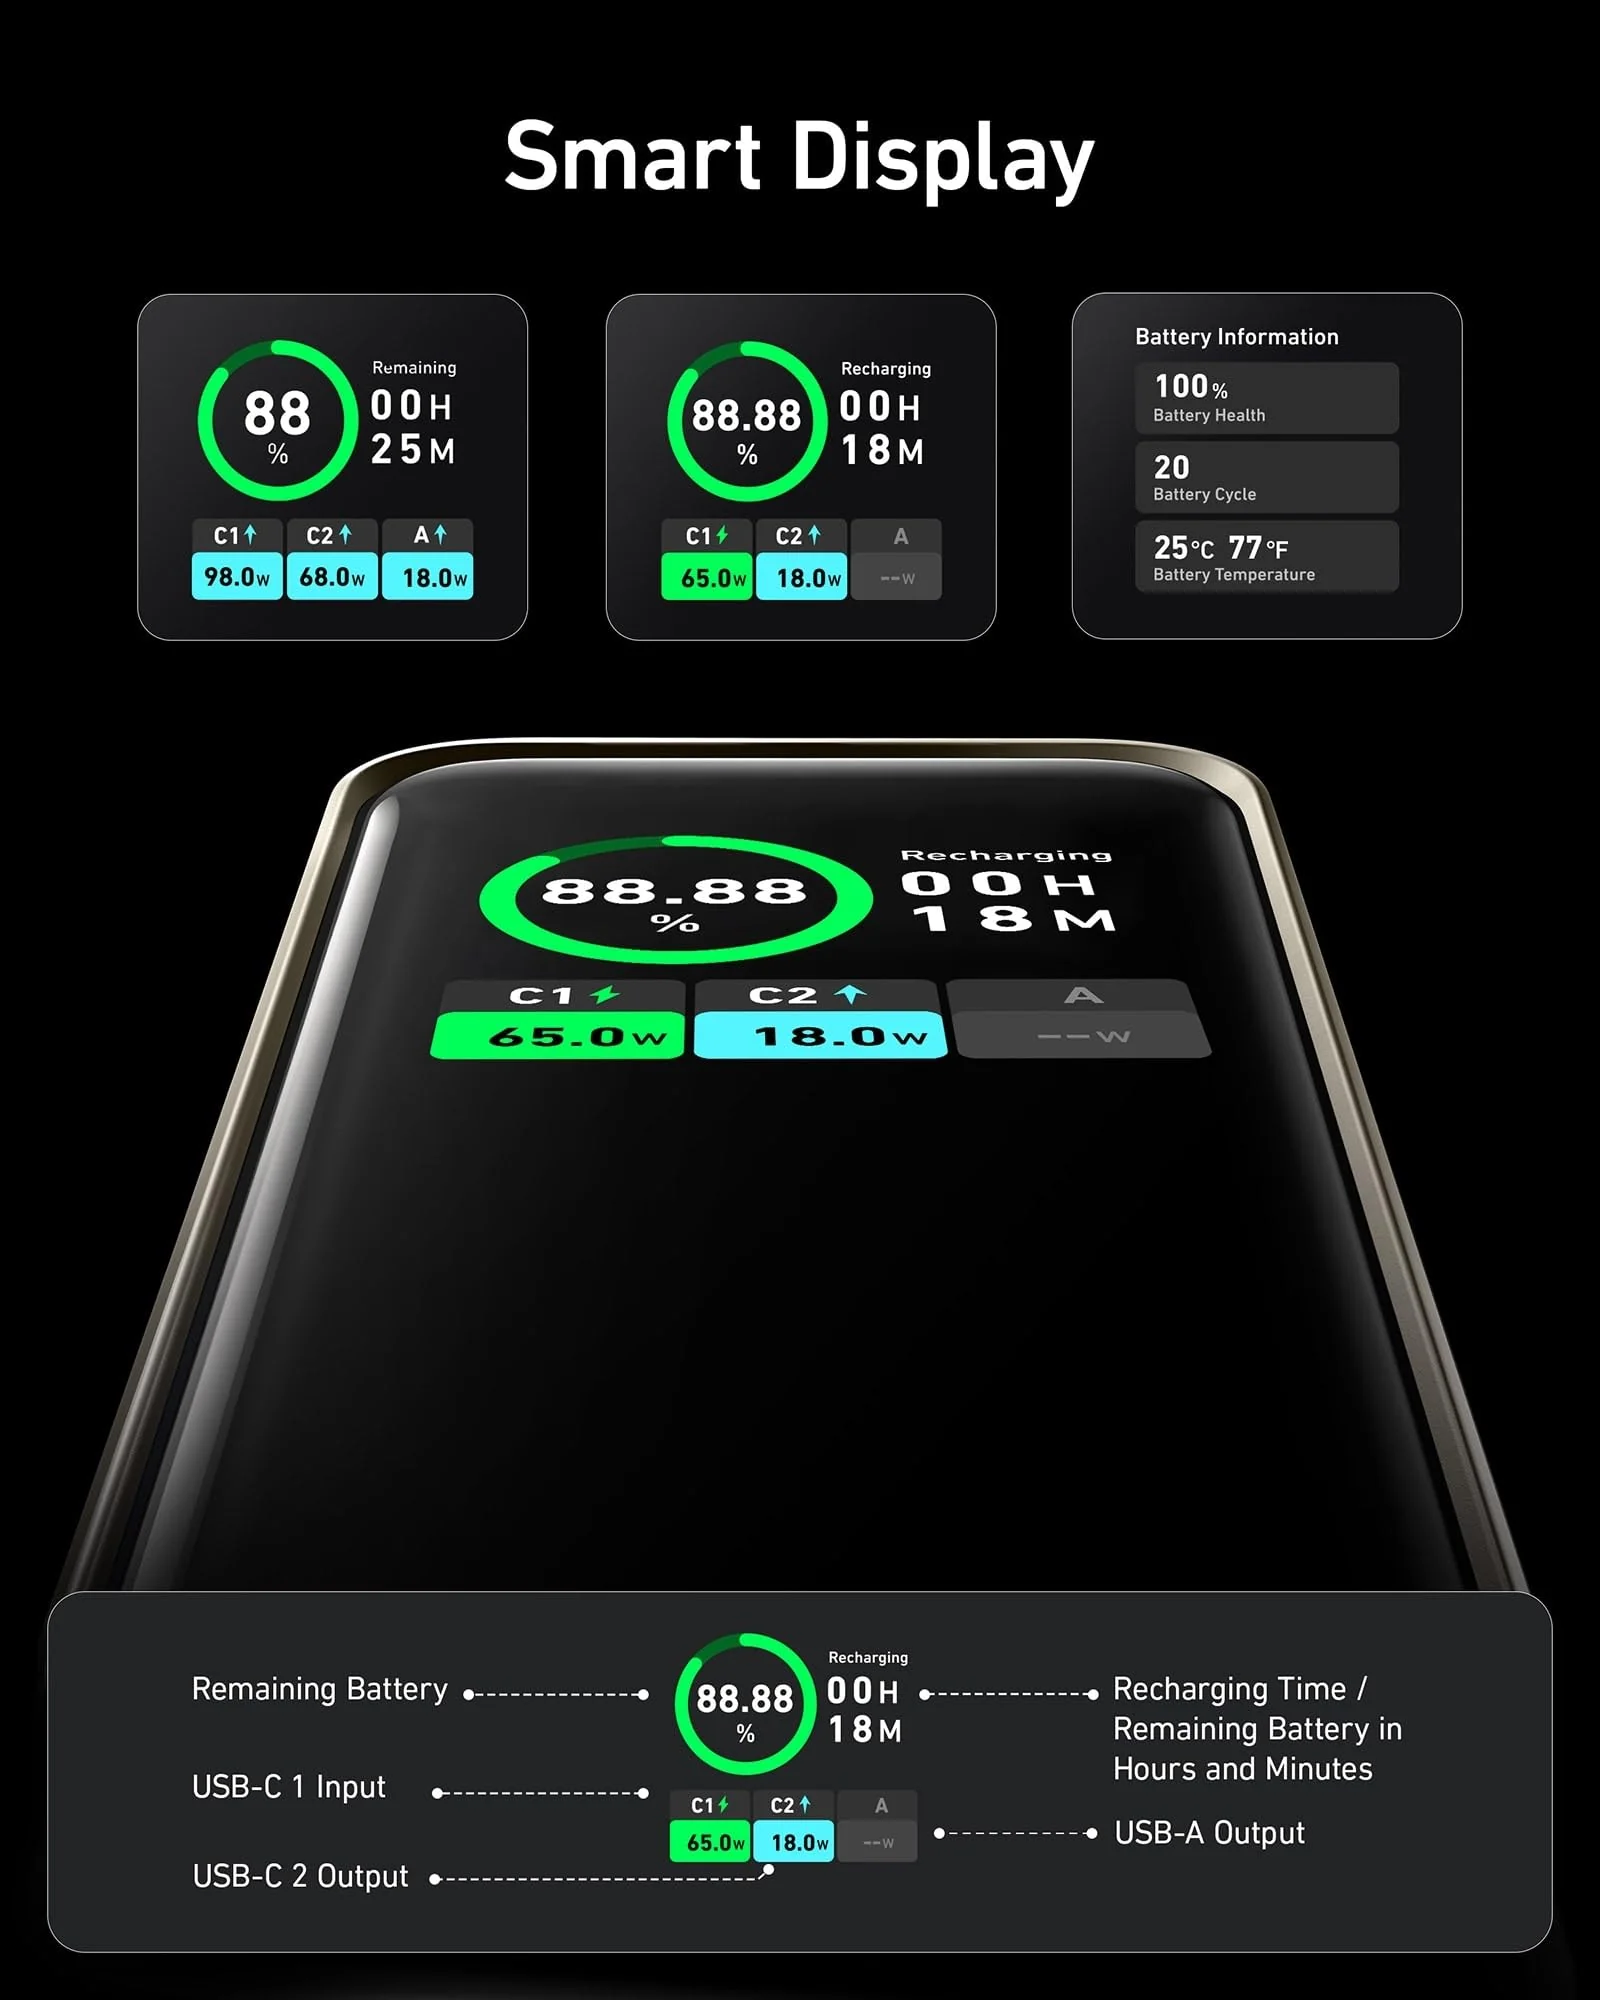 Smart Display
88
%
Remaining
00H
25M
C1 C2 A
98.0W 68.0W 18.0W
88.88
%
Recharging
00H
18M
C1 C2 A
65.0W 18.0W --W
Battery Information
100%
Battery Health
20
Battery Cycle
25°C 77°F
Battery Temperature
88.88
%
Recharging
00H
18M
C1 C2 A
65.0W 18.0W --W
Remaining Battery
USB-C 1 Input
USB-C 2 Output
88.88
%
Recharging
00H
18M
C1 C2 A
65.0W 18.0W --W
Recharging Time /
Remaining Battery in
Hours and Minutes
USB-A Output